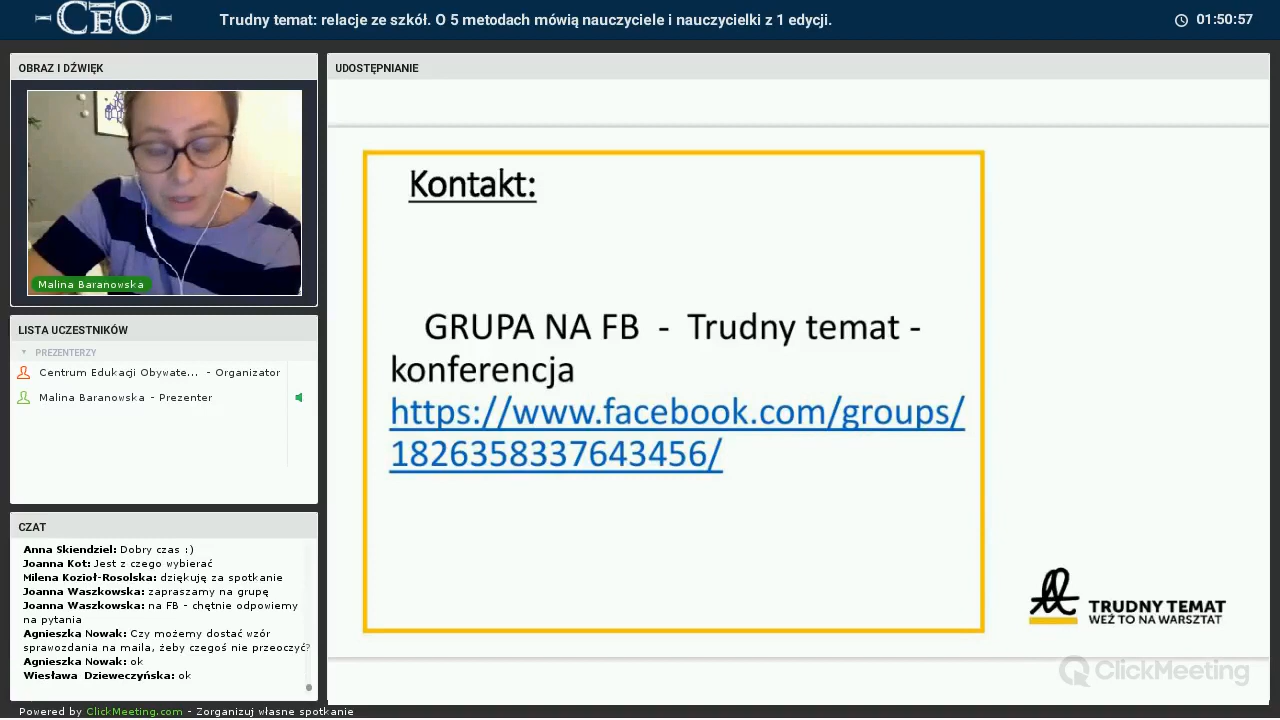 CEO
Trudny temat: relacje ze szkół. O 5 metodach mówią nauczyciele i nauczycielki z 1 edycji.
01:50:57
OBRAZ I DŹWIĘK
Malina Baranowska
LISTA UCZESTNIKÓW
PREZENTERZY
Centrum Edukacji Obywate... - Organizator
Malina Baranowska - Prezenter
CZAT
Anna Skiendziel: Dobry czas :)
Joanna Kot: Jest z czego wybierać
Milena Kozioł-Rosolska: dziękuję za spotkanie
Joanna Waszkowska: zapraszamy na grupę
Joanna Waszkowska: na FB - chętnie odpowiemy
na pytania
Agnieszka Nowak: Czy możemy dostać wzór
sprawozdania na maila, żeby czegoś nie przeoczyć?
Agnieszka Nowak: ok
Wiesława Dzieweczyńska: ok
UDOSTĘPNIANIE
Kontakt:
GRUPA NA FB - Trudny temat -
konferencja
https://www.facebook.com/groups/
1826358337643456/
TRUDNY TEMAT
WEŹ TO NA WARSZTAT
ClickMeeting
Powered by ClickMeeting.com - Zorganizuj własne spotkanie